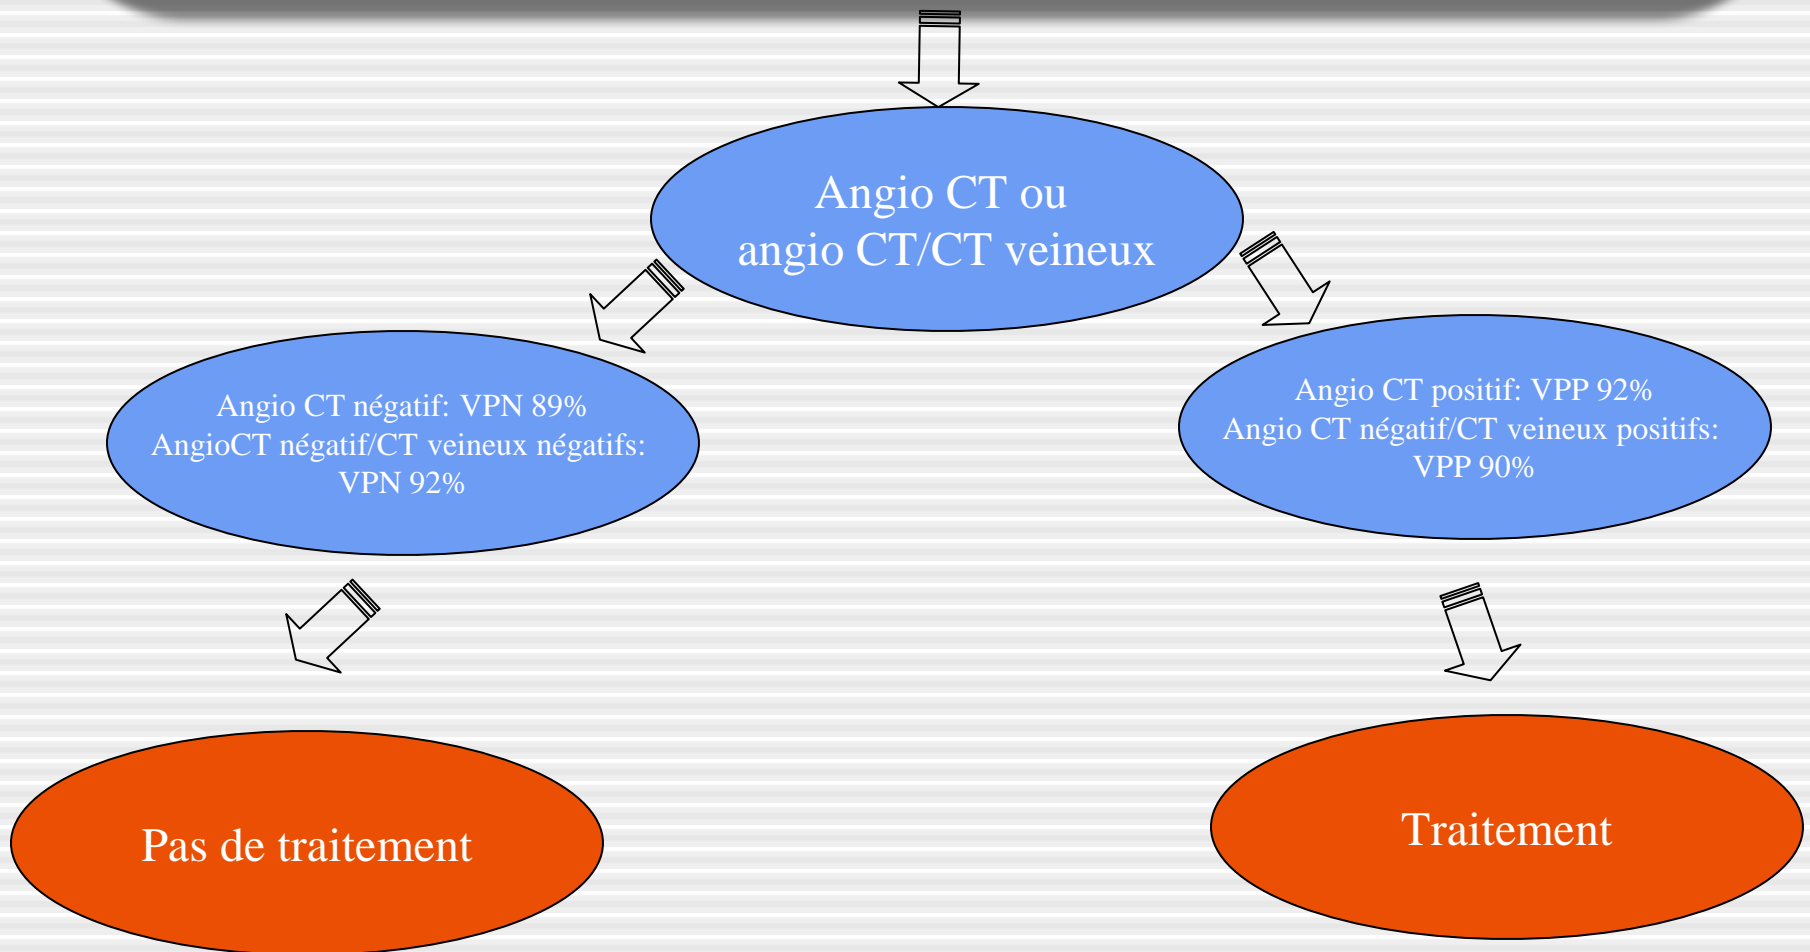 Angio CT ou
angio CT/CT veineux
Angio CT négatif: VPN 89%
AngioCT négatif/CT veineux négatifs:
VPN 92%
Angio CT positif: VPP 92%
Angio CT négatif/CT veineux positifs:
VPP 90%
Pas de traitement
Traitement